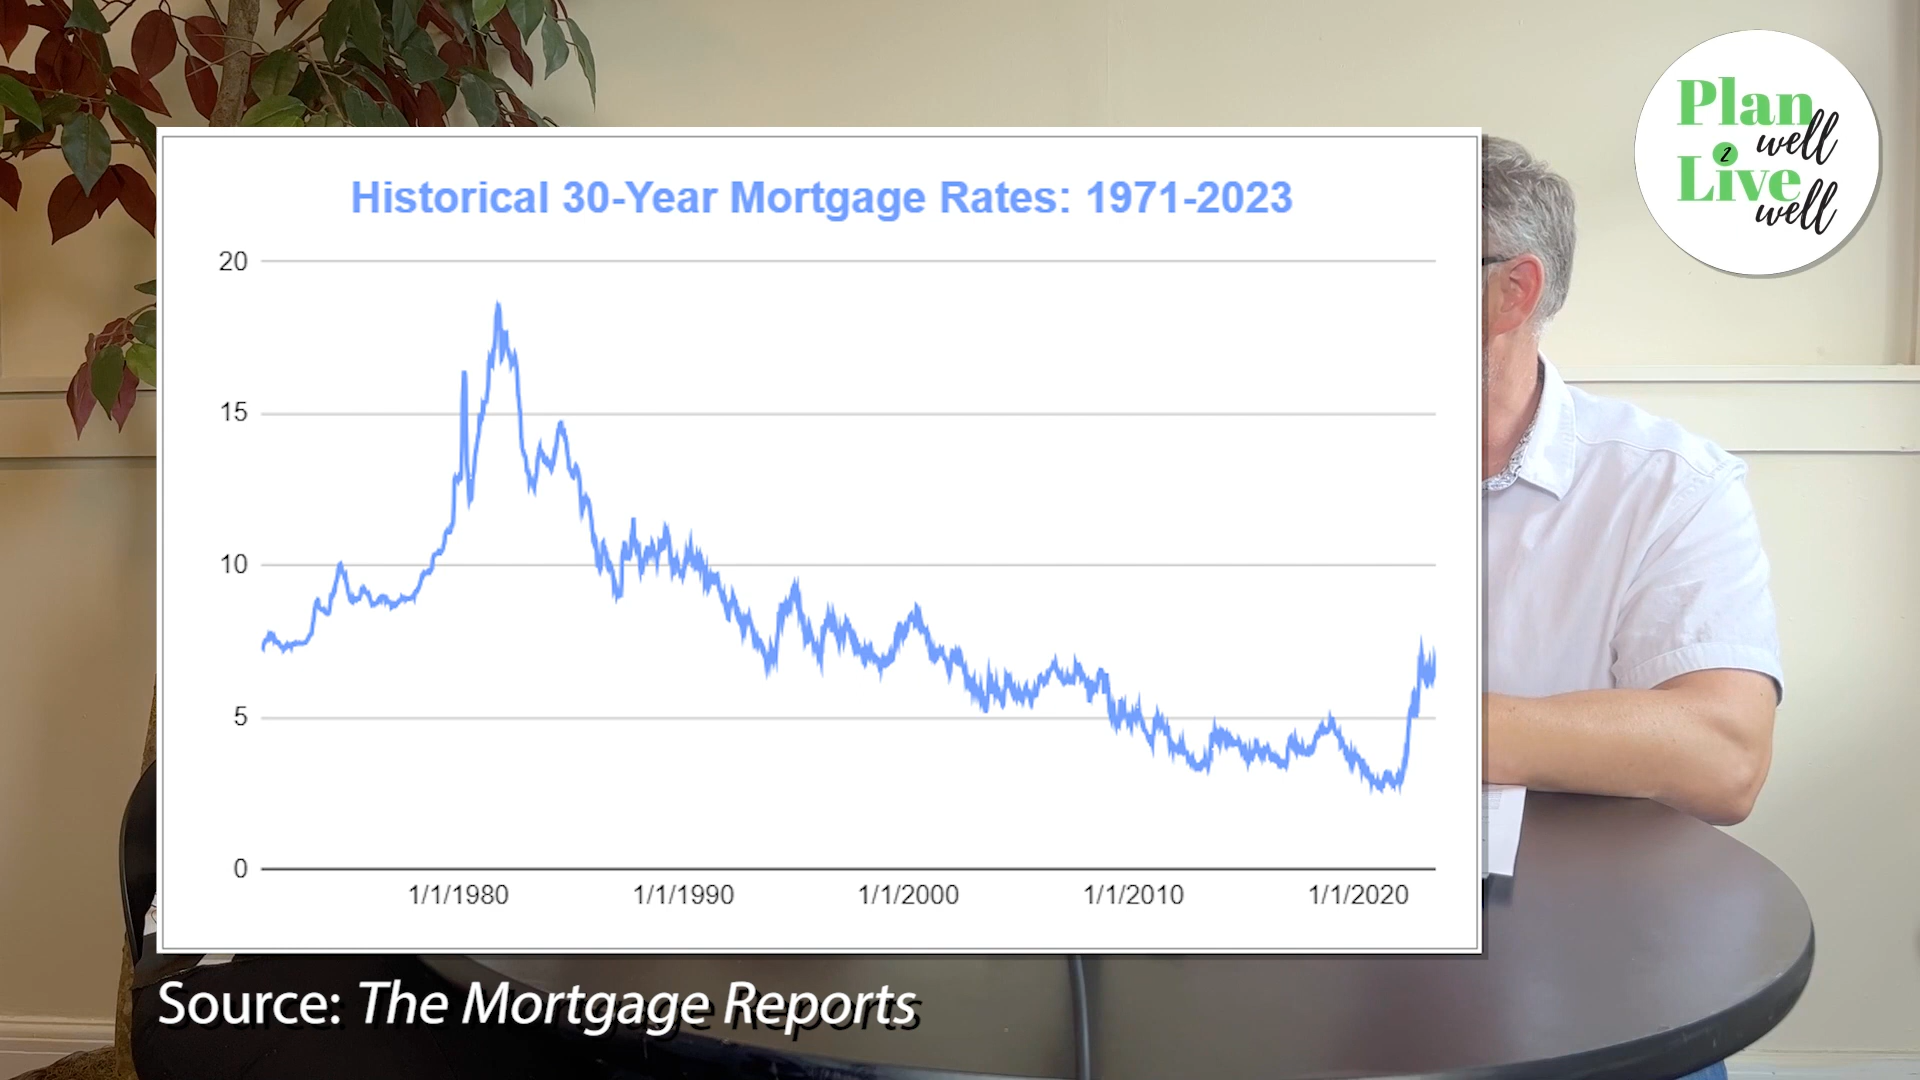 Plan
well
2
Live
well
Historical 30-Year Mortgage Rates: 1971-2023
20
15
10
5
0
1/1/1980 1/1/1990 1/1/2000 1/1/2010 1/1/2020
Source: The Mortgage Reports